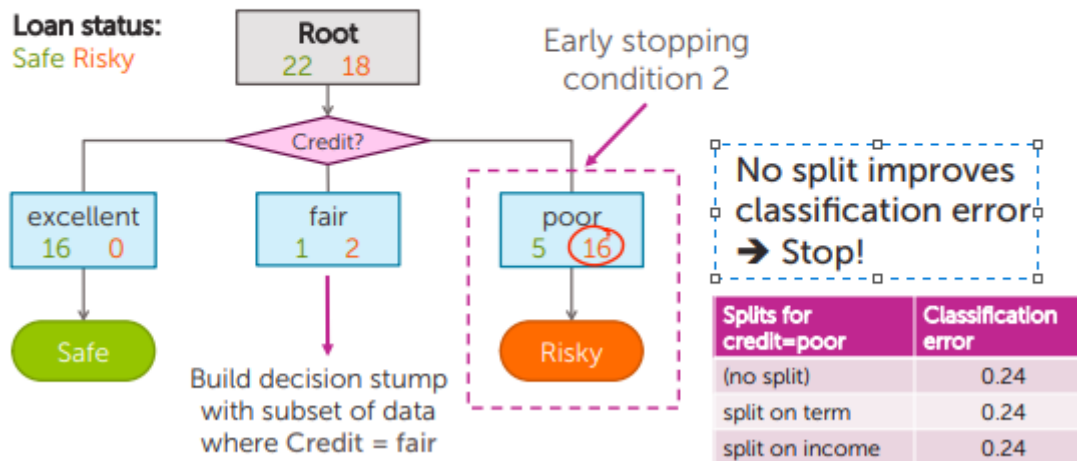 Loan status:
Safe Risky
Root
22 18
Early stopping
condition 2
Credit?
excellent
16 0
fair
1 2
poor
5 16
No split improves
classification error
➔ Stop!
Safe
Build decision stump
with subset of data
where Credit = fair
Risky
Splits for
credit=poor
Classification
error
(no split) 0.24
split on term 0.24
split on income 0.24